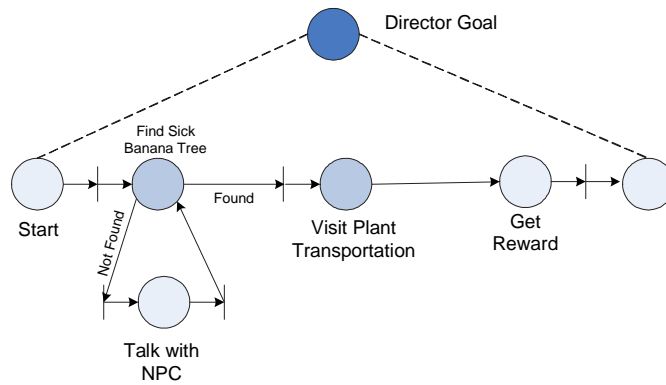 Director Goal
Find Sick
Banana Tree
Found
Start
Visit Plant
Transportation
Get
Reward
Not Found
Talk with
NPC